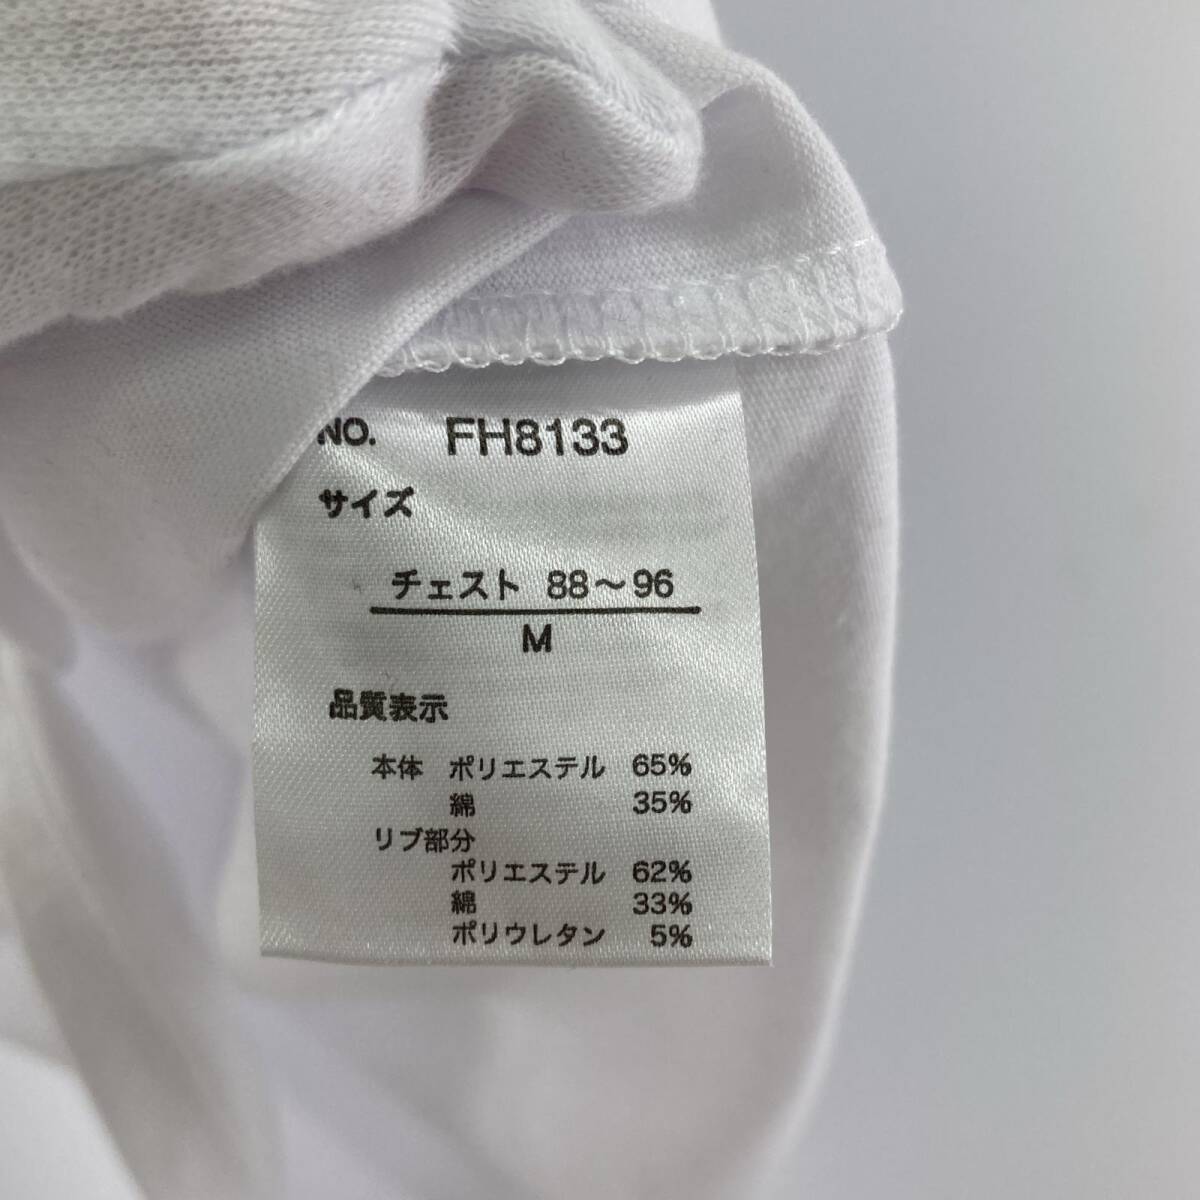 NO. FH8133
サイズ
チェスト 88～96
M
品質表示
本体 ポリエステル 65%
綿 35%
リブ部分
ポリエステル 62%
綿 33%
ポリウレタン 5%